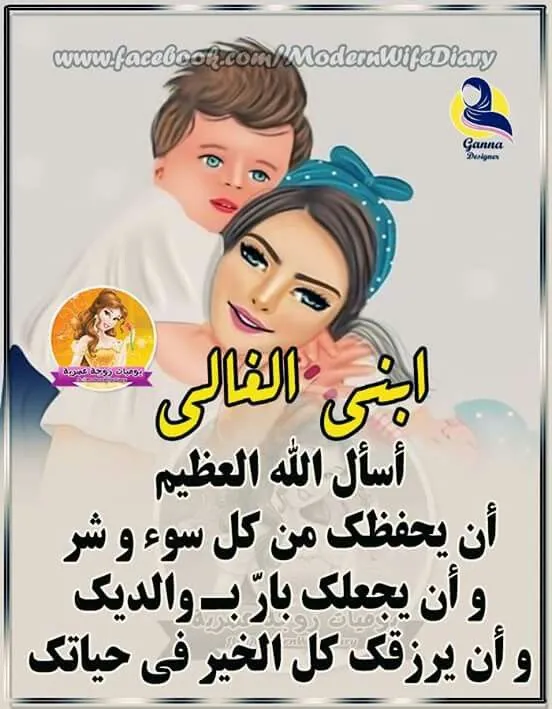 www.facebook.com/ModernWifeDiary
Ganna
Designer
يوميات زوجة عصرية
ابنى الغالى
أسأل الله العظيم
أن يحفظك من كل سوء و شر
و أن يجعلك بارّ بـ والديك
يوميات زوجة عصرية
و أن يرزقك كل الخير فى حياتك